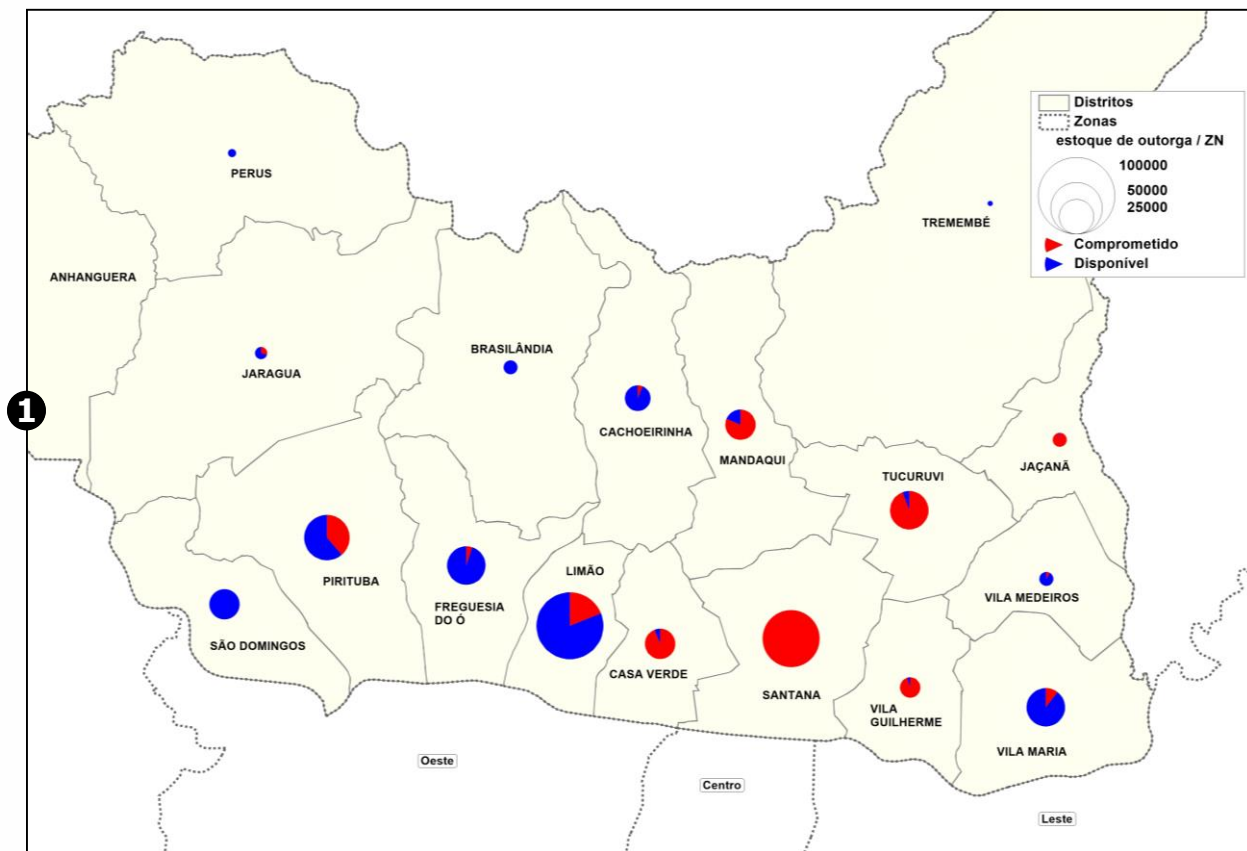 Distritos
Zonas
estoque de outorga / ZN
100000
50000
25000
Comprometido
Disponível
PERUS
TREMEMBÉ
ANHANGUERA
BRASILÂNDIA
JARAGUA
1
CACHOEIRINHA
MANDAQUI
JAÇANÃ
TUCURUVI
PIRITUBA
LIMÃO
FREGUESIA
DO Ó
VILA MEDEIROS
SÃO DOMINGOS
CASA VERDE
SANTANA
VILA
GUILHERME
VILA MARIA
Oeste
Centro
Leste